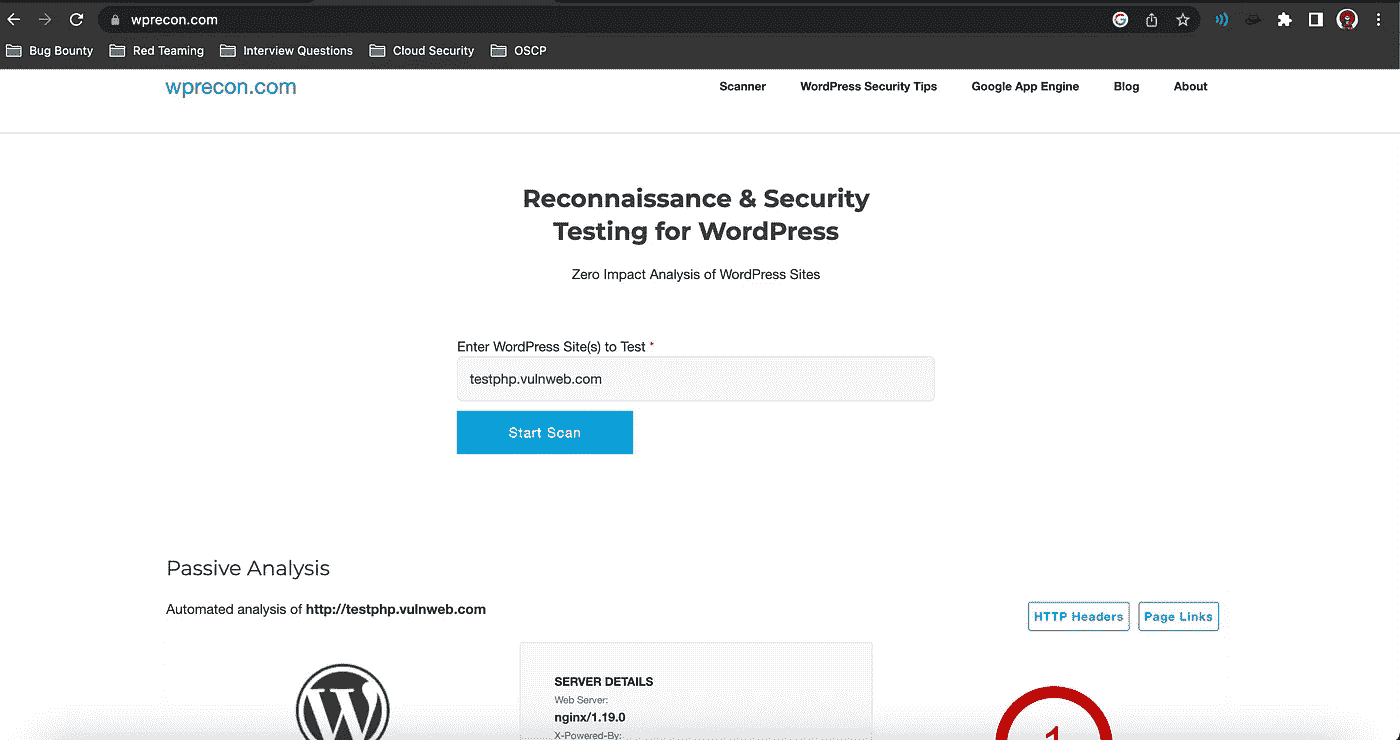 wprecon.com
Bug Bounty Red Teaming Interview Questions Cloud Security OSCP
wprecon.com Scanner WordPress Security Tips Google App Engine Blog About
Reconnaissance & Security
Testing for WordPress
Zero Impact Analysis of WordPress Sites
Enter WordPress Site(s) to Test *
testphp.vulnweb.com
Start Scan
Passive Analysis
Automated analysis of http://testphp.vulnweb.com HTTP Headers Page Links
SERVER DETAILS
Web Server:
nginx/1.19.0
X-Powered-By:
1